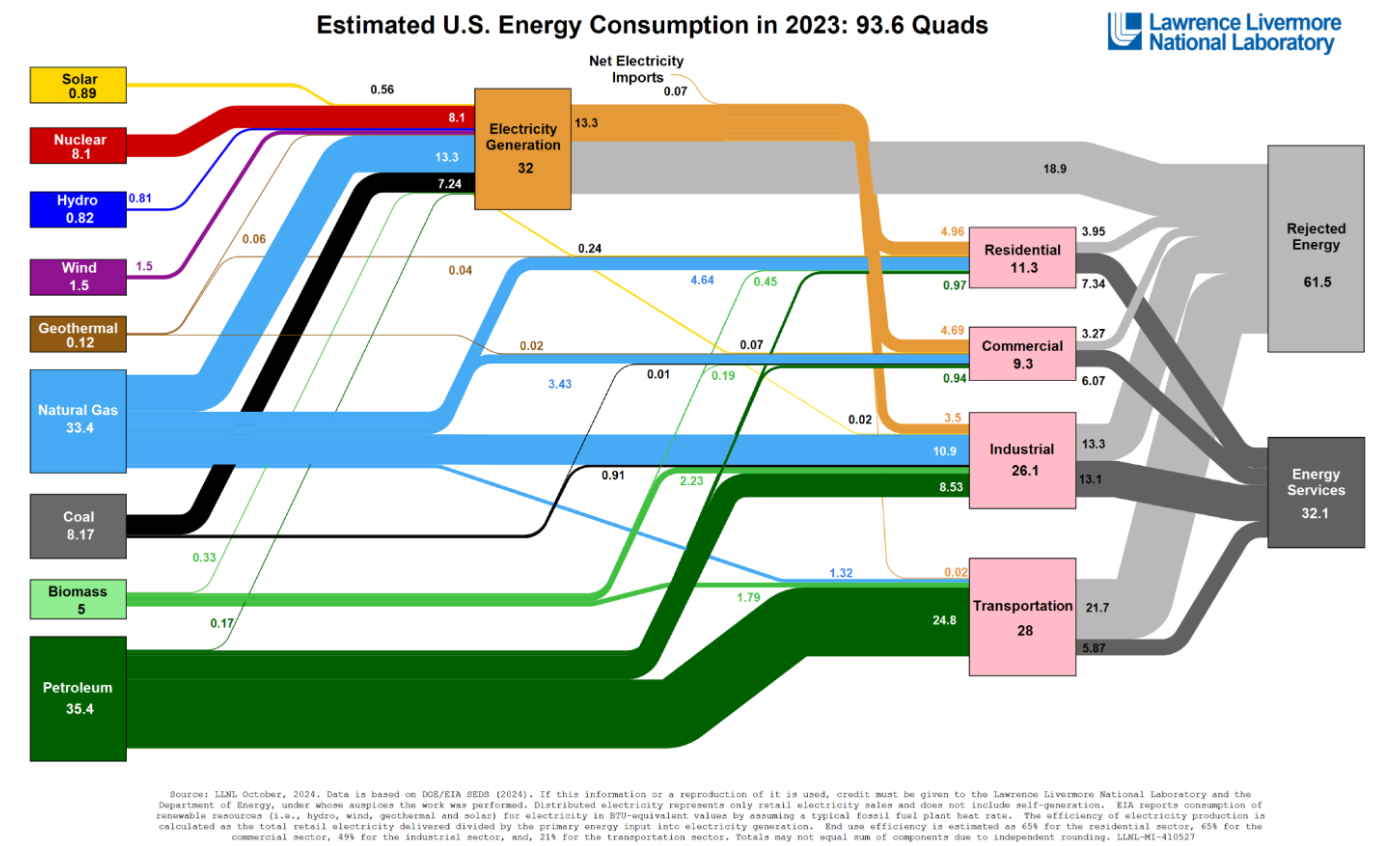 Estimated U.S. Energy Consumption in 2023: 93.6 Quads
Lawrence Livermore
National Laboratory
Net Electricity
Imports
0.07
Solar
0.89
0.56
Nuclear
8.1
8.1
Electricity
Generation
32
13.3
13.3
7.24
18.9
Hydro
0.82
0.81
Wind
1.5
1.5
Geothermal
0.12
0.06
0.04
0.02
Natural Gas
33.4
Coal
8.17
Biomass
5
0.33
0.17
Petroleum
35.4
0.24
4.64
0.45
4.96
0.97
Residential
11.3
3.95
7.34
0.07
3.43
0.01
0.19
4.69
0.94
Commercial
9.3
3.27
6.07
0.02
0.91
2.23
3.5
10.9
8.53
Industrial
26.1
13.3
13.1
1.32
1.79
0.02
24.8
Transportation
28
21.7
5.87
Rejected
Energy
61.5
Energy
Services
32.1
Source: LLNL October, 2024. Data is based on DOE/EIA SEDS (2024). If this information or a reproduction of it is used, credit must be given to the Lawrence Livermore National Laboratory and the
Department of Energy, under whose auspices the work was performed. Distributed electricity represents only retail electricity sales and does not include self-generation. EIA reports consumption of
renewable resources (i.e., hydro, wind, geothermal and solar) for electricity in BTU-equivalent values by assuming a typical fossil fuel plant heat rate. The efficiency of electricity production is
calculated as the total retail electricity delivered divided by the primary energy input into electricity generation. End use efficiency is estimated as 65% for the residential sector, 65% for the
commercial sector, 49% for the industrial sector, and, 21% for the transportation sector. Totals may not equal sum of components due to independent rounding. LLNL-MI-410527